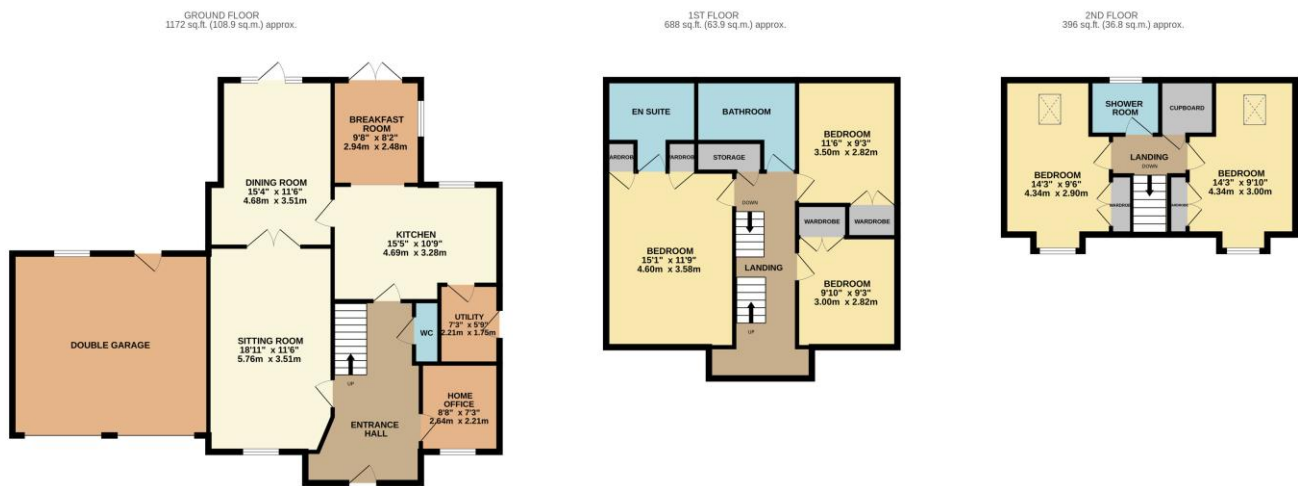 GROUND FLOOR
1172 sq.ft. (108.9 sq.m.) approx.
BREAKFAST
ROOM
9'8" x 8'2"
2.94m x 2.48m
DINING ROOM
15'4" x 11'6"
4.68m x 3.51m
KITCHEN
15'5" x 10'9"
4.69m x 3.28m
DOUBLE GARAGE
SITTING ROOM
18'11" x 11'6"
5.76m x 3.51m
UP
WC
UTILITY
7'3" x 5'9"
2.21m x 1.75m
HOME
OFFICE
8'8" x 7'3"
2.64m x 2.21m
ENTRANCE
HALL
1ST FLOOR
688 sq.ft. (63.9 sq.m.) approx.
EN SUITE
BATHROOM
BEDROOM
11'6" x 9'3"
3.50m x 2.82m
ARDROB
ARDROB
STORAGE
DOWN
WARDROBE
WARDROBE
BEDROOM
15'1" x 11'9"
4.60m x 3.58m
LANDING
BEDROOM
9'10" x 9'3"
3.00m x 2.82m
UP
2ND FLOOR
396 sq.ft. (36.8 sq.m.) approx.
SHOWER
ROOM
CUPBOARD
LANDING
DOWN
BEDROOM
14'3" x 9'6"
4.34m x 2.90m
BEDROOM
14'3" x 9'10"
4.34m x 3.00m